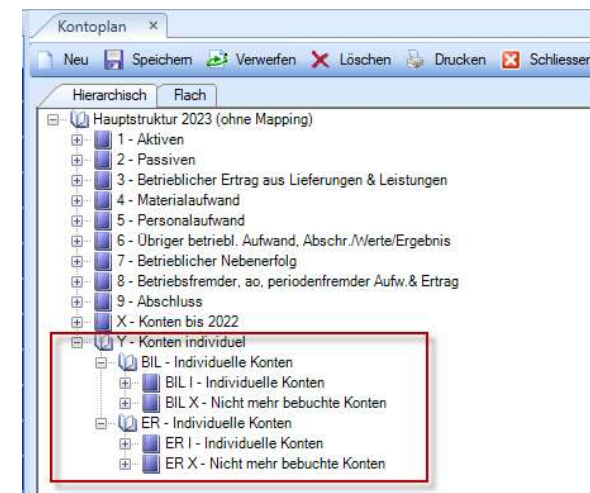 Kontoplan ×
Neu Speichern Verwerfen Löschen Drucken Schliessen
Hierarchisch Flach
Hauptstruktur 2023 (ohne Mapping)
1 - Aktiven
2 - Passiven
3 - Betrieblicher Ertrag aus Lieferungen & Leistungen
4 - Materialaufwand
5 - Personalaufwand
6 - Übriger betriebl. Aufwand, Abschr./Werte/Ergebnis
7 - Betrieblicher Nebenerfolg
8 - Betriebsfremder, ao, periodenfremder Aufw.& Ertrag
9 - Abschluss
X - Konten bis 2022
Y - Konten individuel
BIL - Individuelle Konten
BIL I - Individuelle Konten
BIL X - Nicht mehr bebuchte Konten
ER - Individuelle Konten
ER I - Individuelle Konten
ER X - Nicht mehr bebuchte Konten